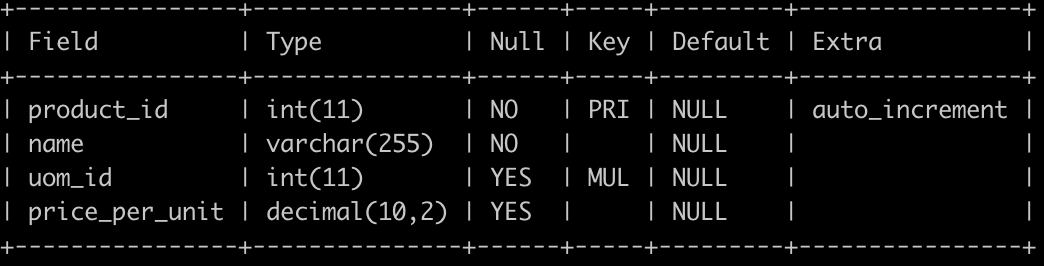 +----------------+---------------+------+-----+---------+----------------+
| Field          | Type          | Null | Key | Default | Extra          |
+----------------+---------------+------+-----+---------+----------------+
| product_id     | int(11)       | NO   | PRI | NULL    | auto_increment |
| name           | varchar(255)  | NO   |     | NULL    |                |
| uom_id         | int(11)       | YES  | MUL | NULL    |                |
| price_per_unit | decimal(10,2) | YES  |     | NULL    |                |
+----------------+---------------+------+-----+---------+----------------+